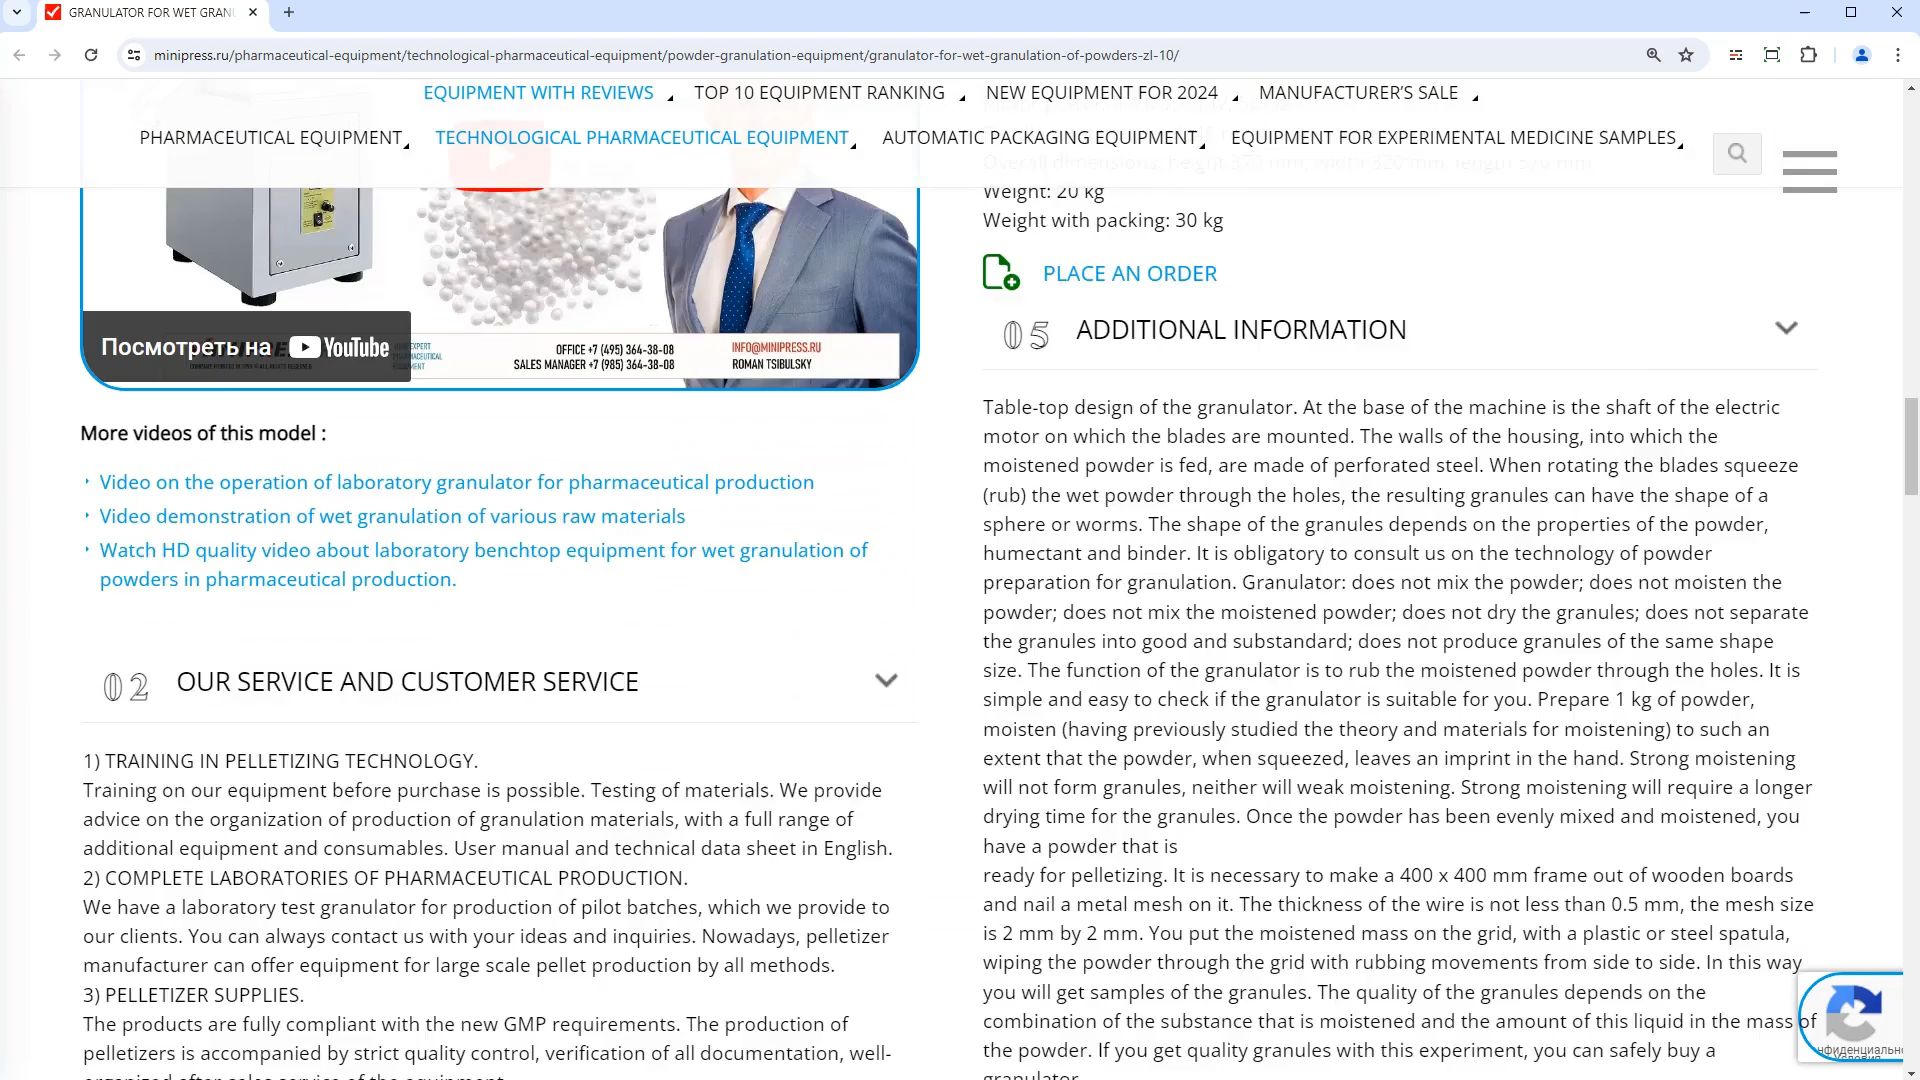 GRANULATOR FOR WET GRAN
minipress.ru/pharmaceutical-equipment/technological-pharmaceutical-equipment/powder-granulation-equipment/granulator-for-wet-granulation-of-powders-zl-10/
EQUIPMENT WITH REVIEWS TOP 10 EQUIPMENT RANKING NEW EQUIPMENT FOR 2024 MANUFACTURER'S SALE
PHARMACEUTICAL EQUIPMENT TECHNOLOGICAL PHARMACEUTICAL EQUIPMENT AUTOMATIC PACKAGING EQUIPMENT EQUIPMENT FOR EXPERIMENTAL MEDICINE SAMPLES
Посмотреть на YouTube
OFFICE +7 (495) 364-38-08
SALES MANAGER +7 (985) 364-38-08
INFO@MINIPRESS.RU
ROMAN TSIBULSKY
More videos of this model :
Video on the operation of laboratory granulator for pharmaceutical production
Video demonstration of wet granulation of various raw materials
Watch HD quality video about laboratory benchtop equipment for wet granulation of
powders in pharmaceutical production.
02 OUR SERVICE AND CUSTOMER SERVICE
1) TRAINING IN PELLETIZING TECHNOLOGY.
Training on our equipment before purchase is possible. Testing of materials. We provide
advice on the organization of production of granulation materials, with a full range of
additional equipment and consumables. User manual and technical data sheet in English.
2) COMPLETE LABORATORIES OF PHARMACEUTICAL PRODUCTION.
We have a laboratory test granulator for production of pilot batches, which we provide to
our clients. You can always contact us with your ideas and inquiries. Nowadays, pelletizer
manufacturer can offer equipment for large scale pellet production by all methods.
3) PELLETIZER SUPPLIES.
The products are fully compliant with the new GMP requirements. The production of
pelletizers is accompanied by strict quality control, verification of all documentation, well-
organized after-sales service of the equipment.
Overall dimensions: height 370 mm, width 320 mm, length 570 mm
Weight: 20 kg
Weight with packing: 30 kg
PLACE AN ORDER
05 ADDITIONAL INFORMATION
Table-top design of the granulator. At the base of the machine is the shaft of the electric
motor on which the blades are mounted. The walls of the housing, into which the
moistened powder is fed, are made of perforated steel. When rotating the blades squeeze
(rub) the wet powder through the holes, the resulting granules can have the shape of a
sphere or worms. The shape of the granules depends on the properties of the powder,
humectant and binder. It is obligatory to consult us on the technology of powder
preparation for granulation. Granulator: does not mix the powder; does not moisten the
powder; does not mix the moistened powder; does not dry the granules; does not separate
the granules into good and substandard; does not produce granules of the same shape
size. The function of the granulator is to rub the moistened powder through the holes. It is
simple and easy to check if the granulator is suitable for you. Prepare 1 kg of powder,
moisten (having previously studied the theory and materials for moistening) to such an
extent that the powder, when squeezed, leaves an imprint in the hand. Strong moistening
will not form granules, neither will weak moistening. Strong moistening will require a longer
drying time for the granules. Once the powder has been evenly mixed and moistened, you
have a powder that is
ready for pelletizing. It is necessary to make a 400 x 400 mm frame out of wooden boards
and nail a metal mesh on it. The thickness of the wire is not less than 0.5 mm, the mesh size
is 2 mm by 2 mm. You put the moistened mass on the grid, with a plastic or steel spatula,
wiping the powder through the grid with rubbing movements from side to side. In this way
you will get samples of the granules. The quality of the granules depends on the
combination of the substance that is moistened and the amount of this liquid in the mass of
the powder. If you get quality granules with this experiment, you can safely buy a
granulator.